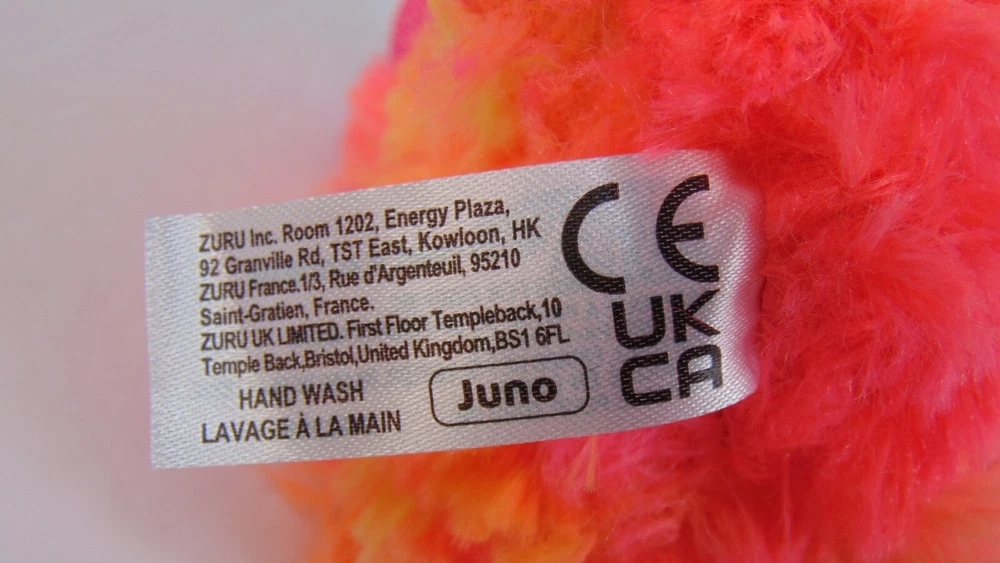 ZURU Inc. Room 1202, Energy Plaza,
92 Granville Rd, TST East, Kowloon, HK
ZURU France.1/3, Rue d'Argenteuil, 95210
Saint-Gratien, France.
ZURU UK LIMITED. First Floor Templeback,10
Temple Back,Bristol,United Kingdom,BS1 6FL
HAND WASH
LAVAGE À LA MAIN
Juno
CE
UK
CA